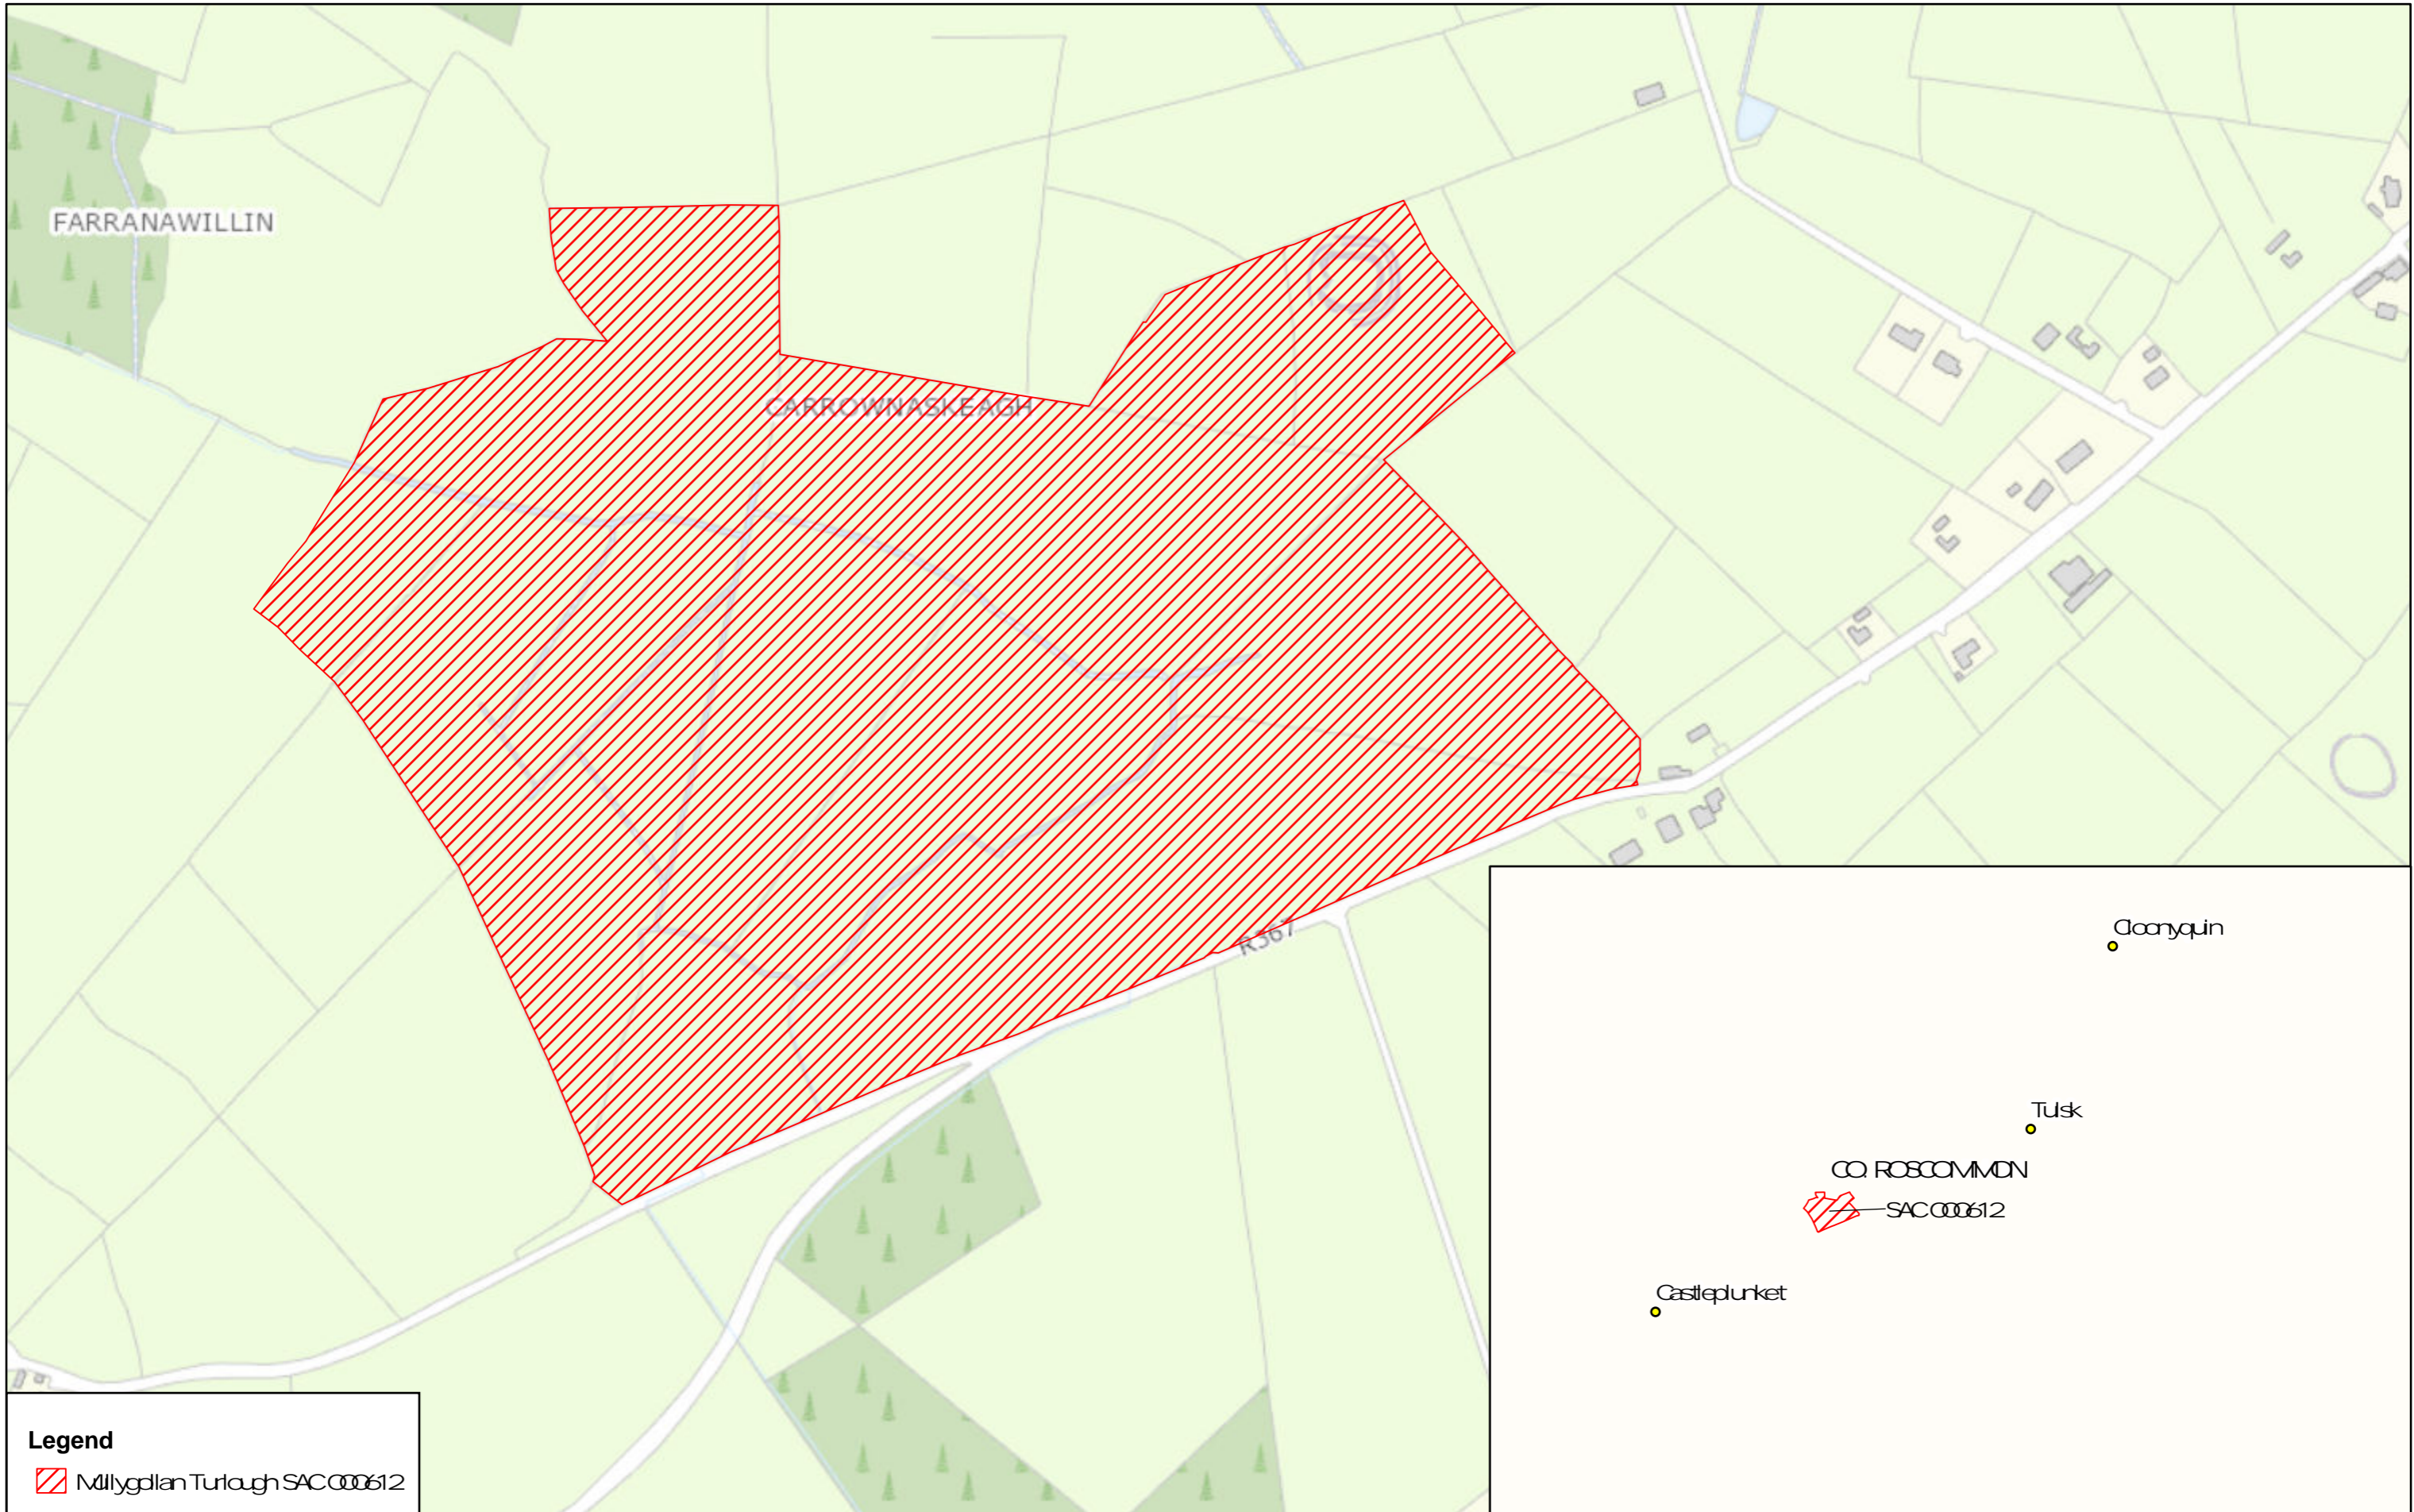 FARRANAWILLIN
CARROWNASKEAGH
R367
Cloonyquin
Tulsk
CO. ROSCOMMON
SAC 000612
Castleplunket
Legend
Mullygollan Turlough SAC 000612